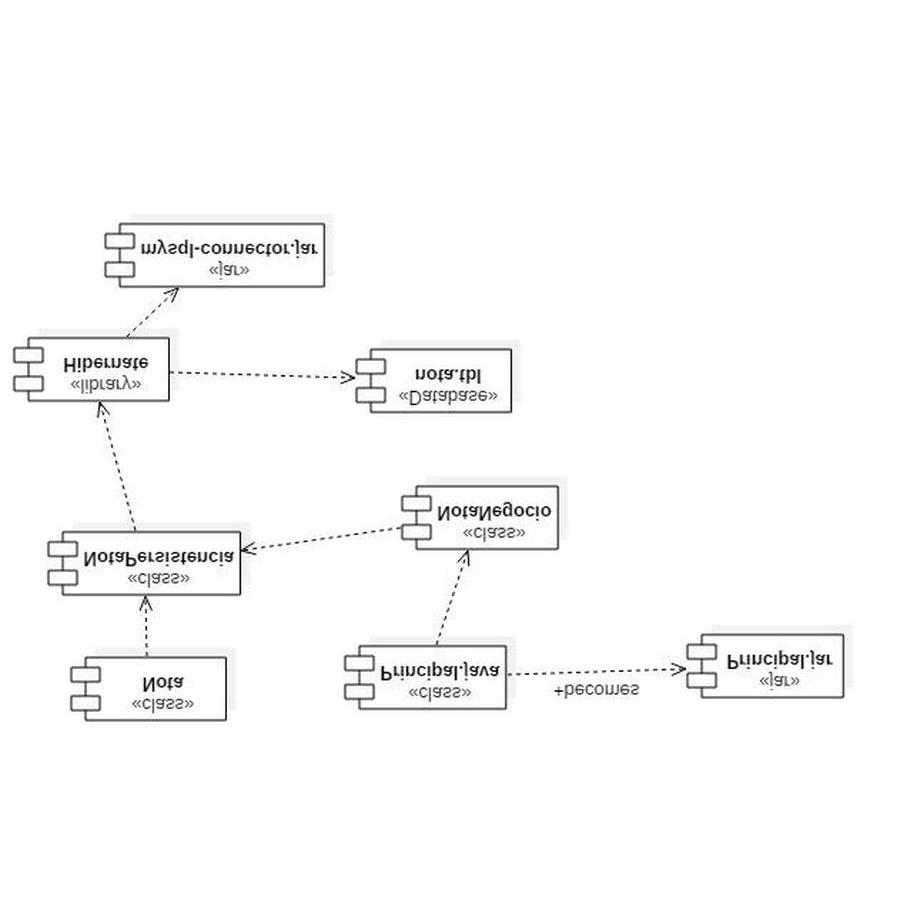 «class»
Nota
«class»
Principal.java
+becomes
«jar»
Principal.jar
«class»
NotaPersistencia
«class»
NotaNegocio
«library»
Hibernate
«Database»
nota.tbl
«jar»
mysql-connector.jar